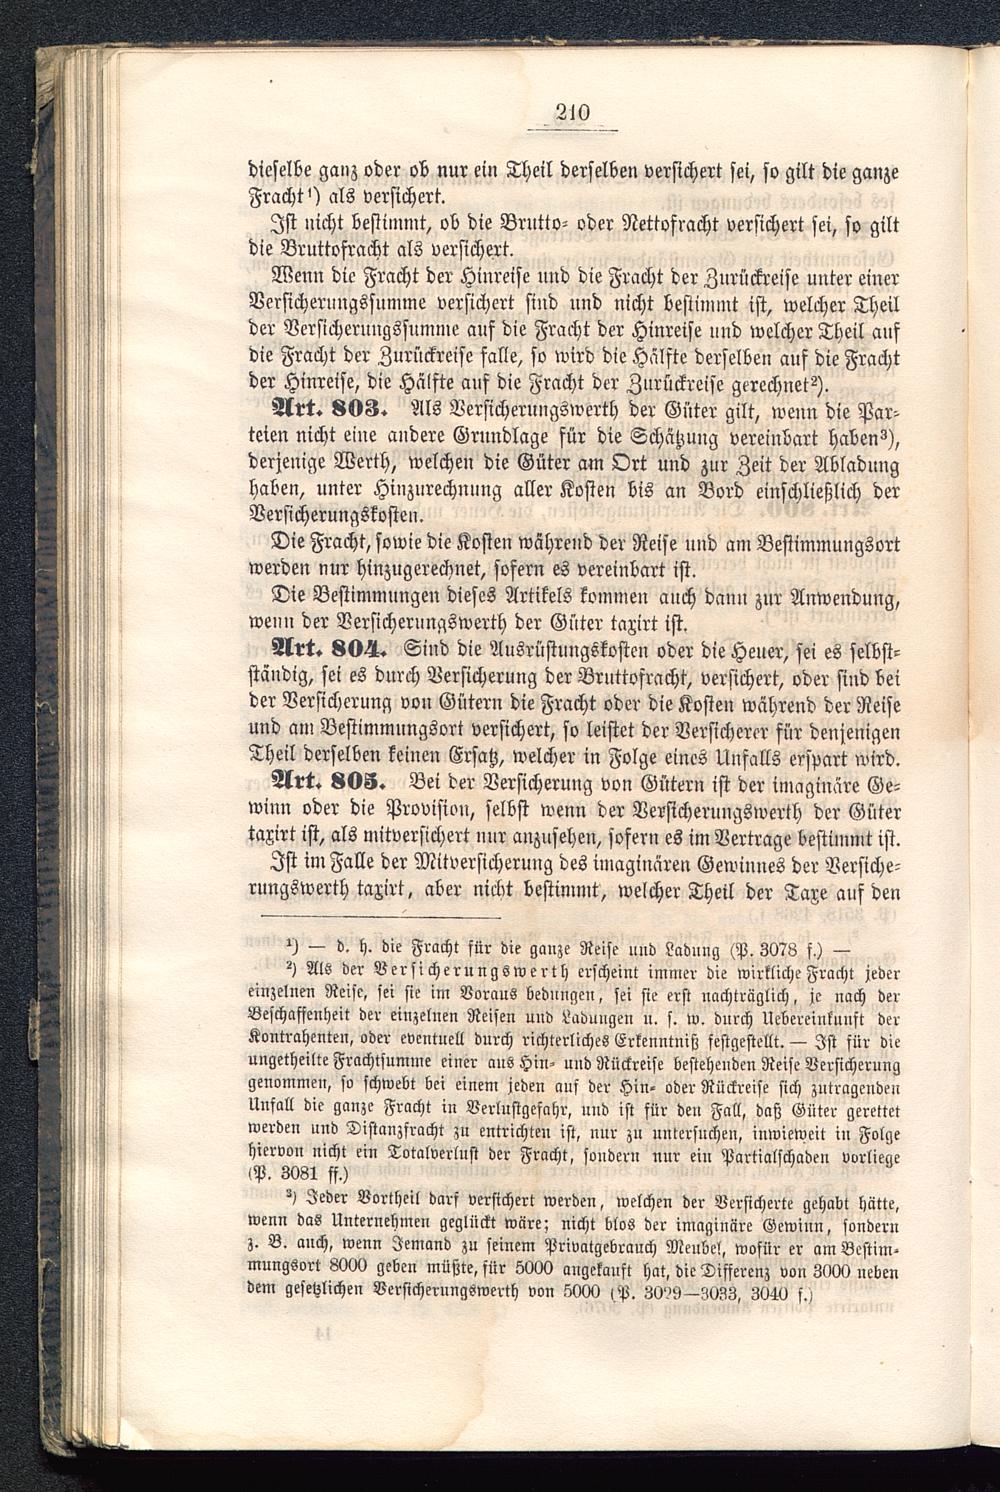 210
dieselbe ganz oder ob nur ein Theil derselben versichert sei, so gilt die ganze
Fracht¹) als versichert.
Ist nicht bestimmt, ob die Brutto- oder Nettofracht versichert sei, so gilt
die Bruttofracht als versichert.
Wenn die Fracht der Hinreise und die Fracht der Zurückreise unter einer
Versicherungssumme versichert sind und nicht bestimmt ist, welcher Theil
der Versicherungssumme auf die Fracht der Hinreise und welcher Theil auf
die Fracht der Zurückreise falle, so wird die Hälfte derselben auf die Fracht
der Hinreise, die Hälfte auf die Fracht der Zurückreise gerechnet²).
Art. 803. Als Versicherungswerth der Güter gilt, wenn die Par-
teien nicht eine andere Grundlage für die Schätzung vereinbart haben³),
derjenige Werth, welchen die Güter am Ort und zur Zeit der Abladung
haben, unter Hinzurechnung aller Kosten bis an Bord einschließlich der
Versicherungskosten.
Die Fracht, sowie die Kosten während der Reise und am Bestimmungsort
werden nur hinzugerechnet, sofern es vereinbart ist.
Die Bestimmungen dieses Artikels kommen auch dann zur Anwendung,
wenn der Versicherungswerth der Güter taxirt ist.
Art. 804. Sind die Ausrüstungskosten oder die Heuer, sei es selbst-
ständig, sei es durch Versicherung der Bruttofracht, versichert, oder sind bei
der Versicherung von Gütern die Fracht oder die Kosten während der Reise
und am Bestimmungsort versichert, so leistet der Versicherer für denjenigen
Theil derselben keinen Ersatz, welcher in Folge eines Unfalls erspart wird.
Art. 805. Bei der Versicherung von Gütern ist der imaginäre Ge-
winn oder die Provision, selbst wenn der Versicherungswerth der Güter
taxirt ist, als mitversichert nur anzusehen, sofern es im Vertrage bestimmt ist.
Ist im Falle der Mitversicherung des imaginären Gewinnes der Versiche-
rungswerth taxirt, aber nicht bestimmt, welcher Theil der Taxe auf den
¹) — d. h. die Fracht für die ganze Reise und Ladung (P. 3078 f.) —
²) Als der Versicherungswerth erscheint immer die wirkliche Fracht jeder
einzelnen Reise, sei sie im Voraus bedungen, sei sie erst nachträglich, je nach der
Beschaffenheit der einzelnen Reisen und Ladungen u. s. w. durch Uebereinkunft der
Kontrahenten, oder eventuell durch richterliches Erkenntniß festgestellt. — Ist für die
ungetheilte Frachtsumme einer aus Hin- und Rückreise bestehenden Reise Versicherung
genommen, so schwebt bei einem jeden auf der Hin- oder Rückreise sich zutragenden
Unfall die ganze Fracht in Verlustgefahr, und ist für den Fall, daß Güter gerettet
werden und Distanzfracht zu entrichten ist, nur zu untersuchen, inwieweit in Folge
hiervon nicht ein Totalverlust der Fracht, sondern nur ein Partialschaden vorliege
(P. 3081 ff.)
³) Jeder Vortheil darf versichert werden, welchen der Versicherte gehabt hätte,
wenn das Unternehmen geglückt wäre; nicht blos der imaginäre Gewinn, sondern
z. B. auch, wenn Jemand zu seinem Privatgebrauch Meubel, wofür er am Bestim-
mungsort 8000 geben müßte, für 5000 angekauft hat, die Differenz von 3000 neben
dem gesetzlichen Versicherungswerth von 5000 (P. 3029—3033, 3040 f.)